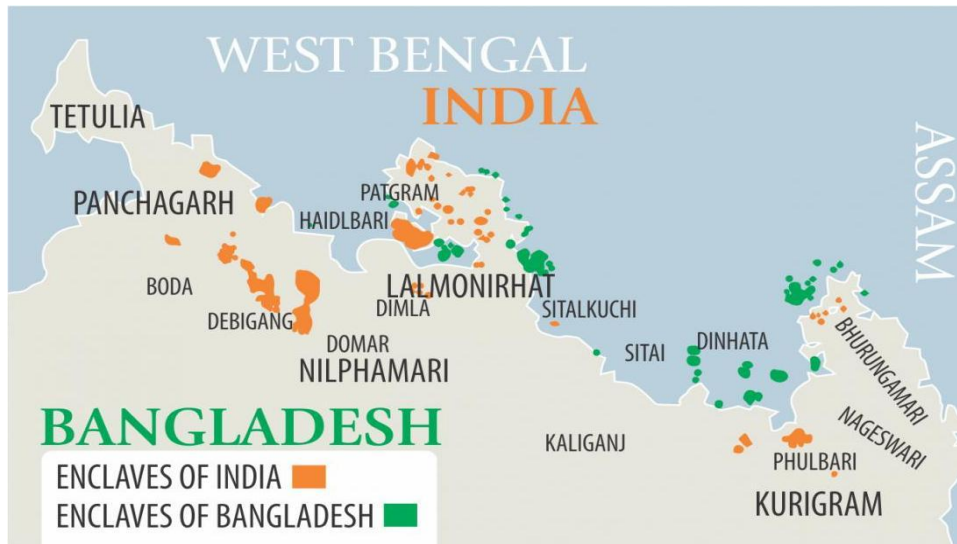 WEST BENGAL
INDIA
ASSAM
TETULIA
PANCHAGARH
PATGRAM
HAIDLBARI
BODA
LALMONIRHAT
DIMLA
DEBIGANG
SITALKUCHI
DOMAR
NILPHAMARI
SITAI
DINHATA
BHURUNGAMARI
NAGESWARI
BANGLADESH
KALIGANJ
PHULBARI
KURIGRAM
ENCLAVES OF INDIA
ENCLAVES OF BANGLADESH